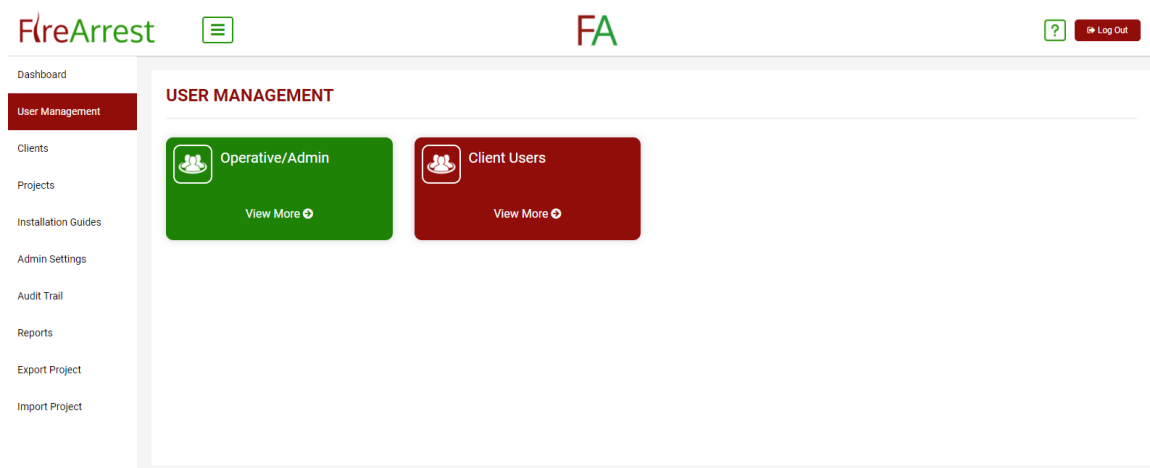 FireArrest
FA
?
Log Out
Dashboard
User Management
Clients
Projects
Installation Guides
Admin Settings
Audit Trail
Reports
Export Project
Import Project
USER MANAGEMENT
Operative/Admin
View More
Client Users
View More